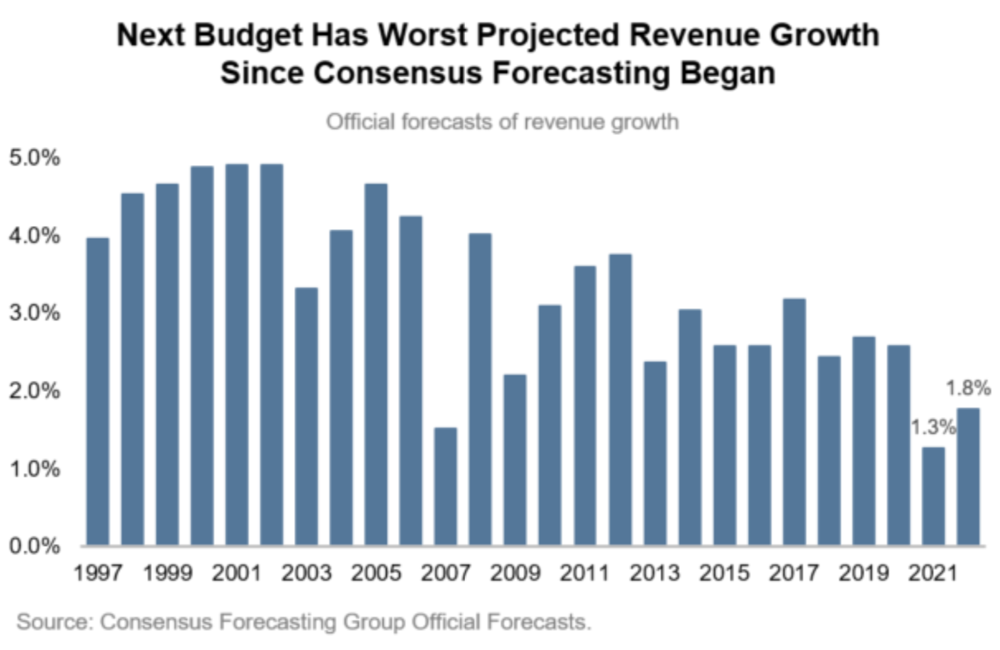 Next Budget Has Worst Projected Revenue Growth
Since Consensus Forecasting Began
Official forecasts of revenue growth
5.0%
4.0%
3.0%
2.0%
1.0%
0.0%
1.8%
1.3%
1997 1999 2001 2003 2005 2007 2009 2011 2013 2015 2017 2019 2021
Source: Consensus Forecasting Group Official Forecasts.